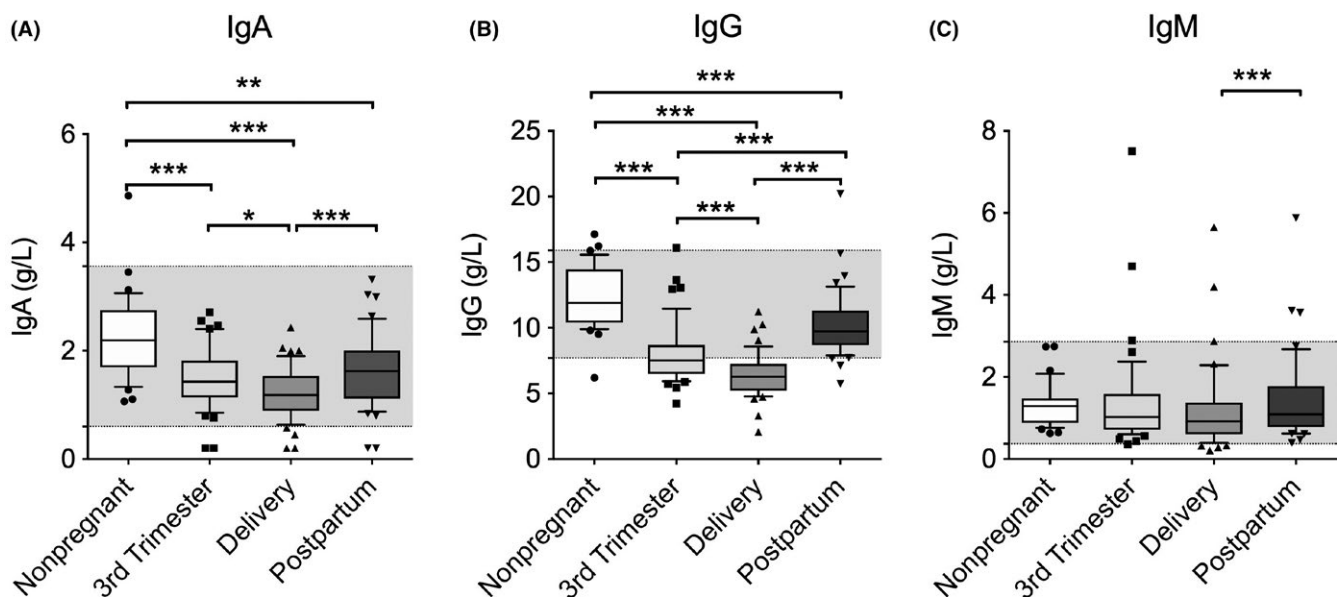 (A) IgA
**
***
***
* ***
6
4
2
0
IgA (g/L)
Nonpregnant
3rd Trimester
Delivery
Postpartum
(B) IgG
***
***
***
*** ***
***
25
20
15
10
5
0
IgG (g/L)
Nonpregnant
3rd Trimester
Delivery
Postpartum
(C) IgM
***
8
6
4
2
0
IgM (g/L)
Nonpregnant
3rd Trimester
Delivery
Postpartum